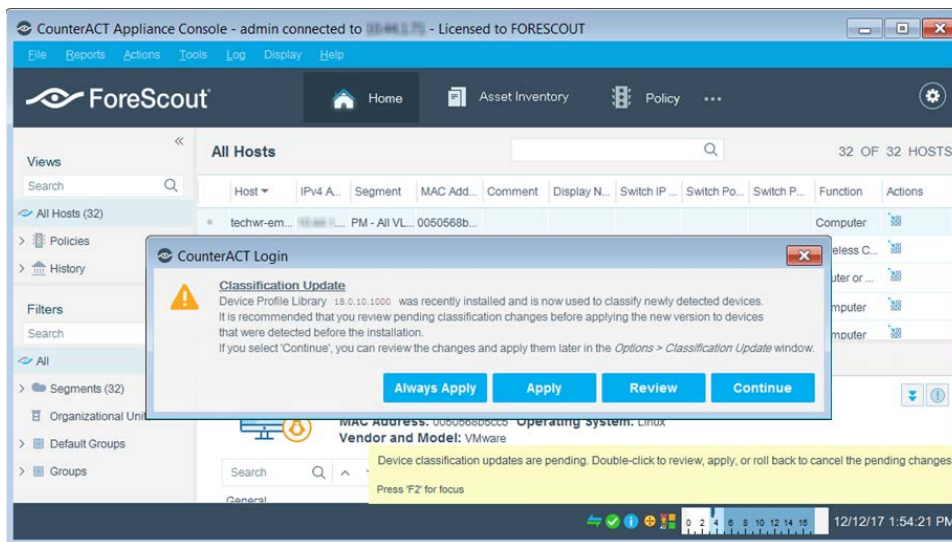 CounterACT Appliance Console - admin connected to - Licensed to FORESCOUT
File Reports Actions Tools Log Display Help
ForeScout
Home
Asset Inventory
Policy
Views
Search
All Hosts (32)
Policies
History
Filters
Search
All
Segments (32)
Organizational Unit
Default Groups
Groups
All Hosts
32 OF 32 HOSTS
Host IPv4 A... Segment MAC Add... Comment Display N... Switch IP ... Switch Po... Switch P... Function Actions
techwr-em... PM - All VL... 0050568b... Computer
eless C...
uter or ...
mputer
mputer
CounterACT Login
Classification Update
Device Profile Library 18.0.10.1000 was recently installed and is now used to classify newly detected devices.
It is recommended that you review pending classification changes before applying the new version to devices
that were detected before the installation.
If you select 'Continue', you can review the changes and apply them later in the Options > Classification Update window.
Always Apply Apply Review Continue
MAC Address: 0050568b5cc5 Operating System: Linux
Vendor and Model: VMware
Search
General
Device classification updates are pending. Double-click to review, apply, or roll back to cancel the pending changes
Press 'F2' for focus
0 2 4 6 8 10 12 14 16
12/12/17 1:54:21 PM